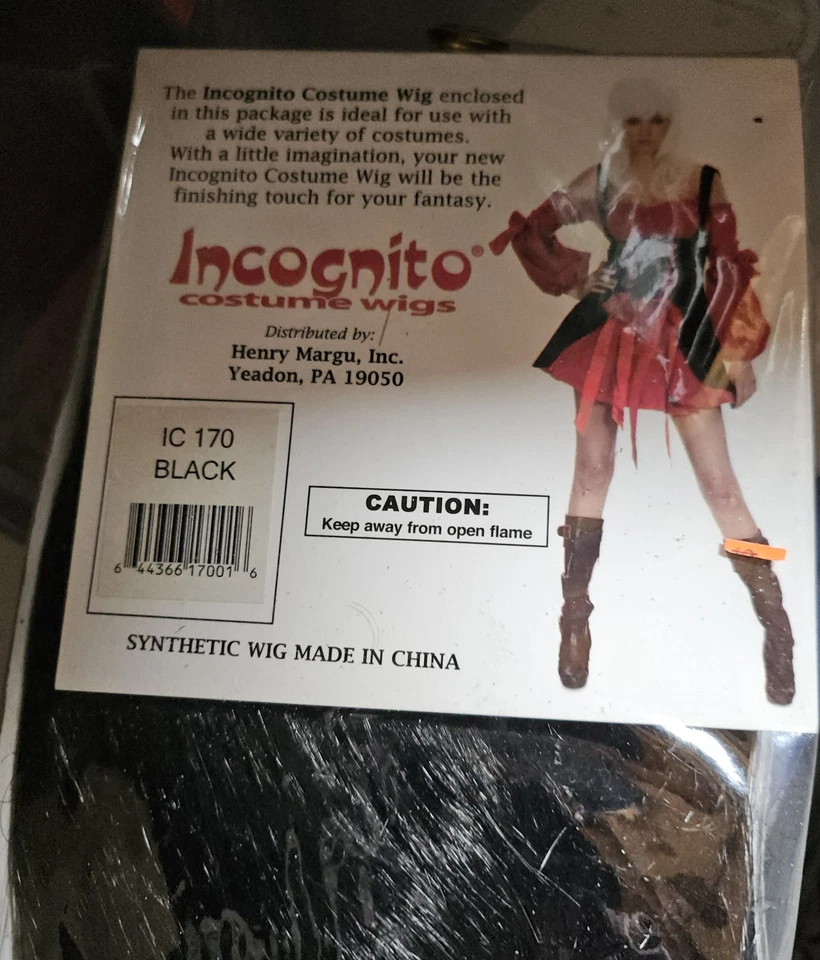 The Incognito Costume Wig enclosed
in this package is ideal for use with
a wide variety of costumes.
With a little imagination, your new
Incognito Costume Wig will be the
finishing touch for your fantasy.
Incognito®
costume wigs
Distributed by:
Henry Margu, Inc.
Yeadon, PA 19050
IC 170
BLACK
6 44366 17001 6
CAUTION:
Keep away from open flame
SYNTHETIC WIG MADE IN CHINA